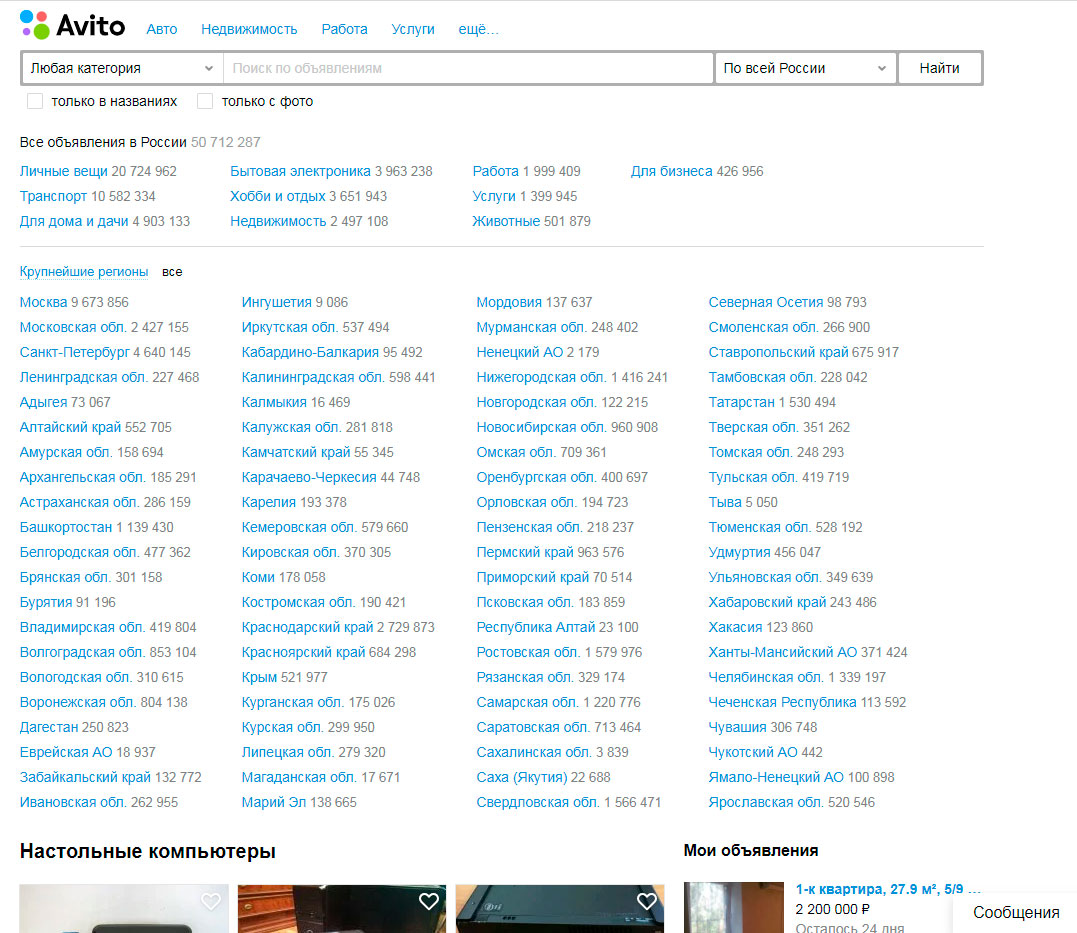 Avito Авто Недвижимость Работа Услуги ещё...
Любая категория Поиск по объявлениям По всей России Найти
только в названиях только с фото
Все объявления в России 50 712 287
Личные вещи 20 724 962 Бытовая электроника 3 963 238 Работа 1 999 409 Для бизнеса 426 956
Транспорт 10 582 334 Хобби и отдых 3 651 943 Услуги 1 399 945
Для дома и дачи 4 903 133 Недвижимость 2 497 108 Животные 501 879
Крупнейшие регионы все
Москва 9 673 856 Ингушетия 9 086 Мордовия 137 637 Северная Осетия 98 793
Московская обл. 2 427 155 Иркутская обл. 537 494 Мурманская обл. 248 402 Смоленская обл. 266 900
Санкт-Петербург 4 640 145 Кабардино-Балкария 95 492 Ненецкий АО 2 179 Ставропольский край 675 917
Ленинградская обл. 227 468 Калининградская обл. 598 441 Нижегородская обл. 1 416 241 Тамбовская обл. 228 042
Адыгея 73 067 Калмыкия 16 469 Новгородская обл. 122 215 Татарстан 1 530 494
Алтайский край 552 705 Калужская обл. 281 818 Новосибирская обл. 960 908 Тверская обл. 351 262
Амурская обл. 158 694 Камчатский край 55 345 Омская обл. 709 361 Томская обл. 248 293
Архангельская обл. 185 291 Карачаево-Черкесия 44 748 Оренбургская обл. 400 697 Тульская обл. 419 719
Астраханская обл. 286 159 Карелия 193 378 Орловская обл. 194 723 Тыва 5 050
Башкортостан 1 139 430 Кемеровская обл. 579 660 Пензенская обл. 218 237 Тюменская обл. 528 192
Белгородская обл. 477 362 Кировская обл. 370 305 Пермский край 963 576 Удмуртия 456 047
Брянская обл. 301 158 Коми 178 058 Приморский край 70 514 Ульяновская обл. 349 639
Бурятия 91 196 Костромская обл. 190 421 Псковская обл. 183 859 Хабаровский край 243 486
Владимирская обл. 419 804 Краснодарский край 2 729 873 Республика Алтай 23 100 Хакасия 123 860
Волгоградская обл. 853 104 Красноярский край 684 298 Ростовская обл. 1 579 976 Ханты-Мансийский АО 371 424
Вологодская обл. 310 615 Крым 521 977 Рязанская обл. 329 174 Челябинская обл. 1 339 197
Воронежская обл. 804 138 Курганская обл. 175 026 Самарская обл. 1 220 776 Чеченская Республика 113 592
Дагестан 250 823 Курская обл. 299 950 Саратовская обл. 713 464 Чувашия 306 748
Еврейская АО 18 937 Липецкая обл. 279 320 Сахалинская обл. 3 839 Чукотский АО 442
Забайкальский край 132 772 Магаданская обл. 17 671 Саха (Якутия) 22 688 Ямало-Ненецкий АО 100 898
Ивановская обл. 262 955 Марий Эл 138 665 Свердловская обл. 1 566 471 Ярославская обл. 520 546
Настольные компьютеры Мои объявления
1-к квартира, 27.9 м², 5/9 ...
2 200 000 ₽
Сообщения
Осталось 24 дня